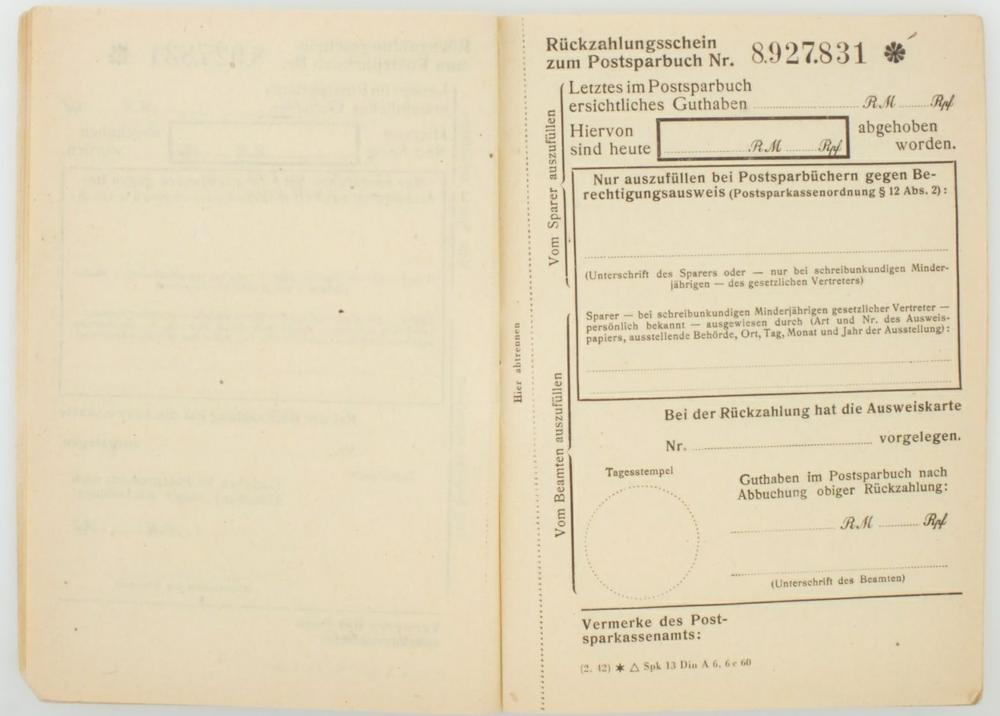 Rückzahlungsschein
zum Postsparbuch Nr. 8.927.831 *
Vom Sparer auszufüllen
Letztes im Postsparbuch
ersichtliches Guthaben RM Rpf
Hiervon
sind heute RM Rpf abgehoben
worden.
Nur auszufüllen bei Postsparbüchern gegen Be-
rechtigungsausweis (Postsparkassenordnung § 12 Abs. 2):
(Unterschrift des Sparers oder — nur bei schreibunkundigen Minder-
jährigen — des gesetzlichen Vertreters)
Sparer — bei schreibunkundigen Minderjährigen gesetzlicher Vertreter —
persönlich bekannt — ausgewiesen durch (Art und Nr. des Ausweis-
papiers, ausstellende Behörde, Ort, Tag, Monat und Jahr der Ausstellung):
Hier abtrennen
Vom Beamten auszufüllen
Bei der Rückzahlung hat die Ausweiskarte
Nr. vorgelegen.
Tagesstempel
Guthaben im Postsparbuch nach
Abbuchung obiger Rückzahlung:
RM Rpf
(Unterschrift des Beamten)
Vermerke des Post-
sparkassenamts:
(2. 42) ✶ △ Spk 13 Din A 6, 6 e 60